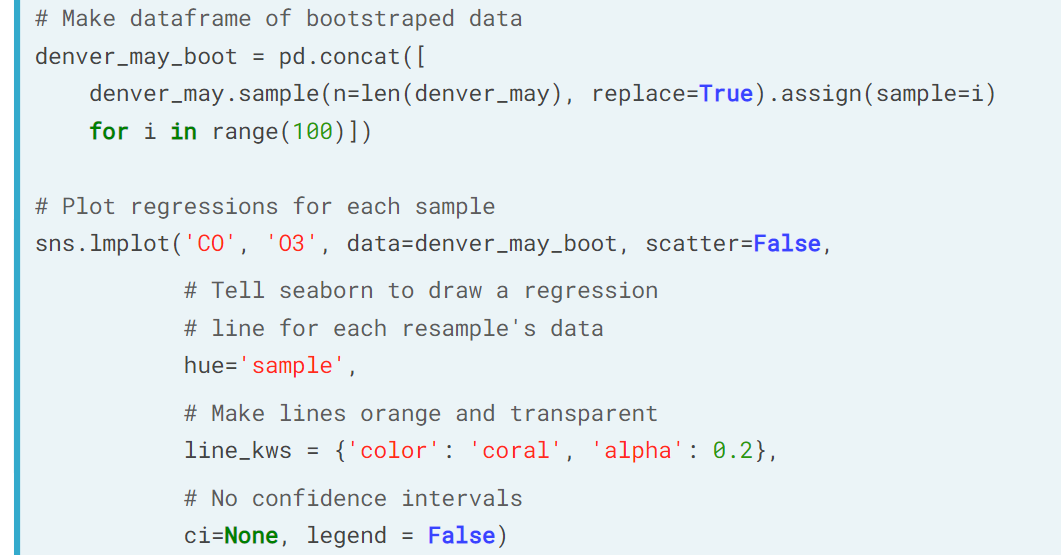 # Make dataframe of bootstraped data
denver_may_boot = pd.concat([
    denver_may.sample(n=len(denver_may), replace=True).assign(sample=i)
    for i in range(100)])

# Plot regressions for each sample
sns.lmplot('CO', 'O3', data=denver_may_boot, scatter=False,
           # Tell seaborn to draw a regression
           # line for each resample's data
           hue='sample',
           # Make lines orange and transparent
           line_kws = {'color': 'coral', 'alpha': 0.2},
           # No confidence intervals
           ci=None, legend = False)